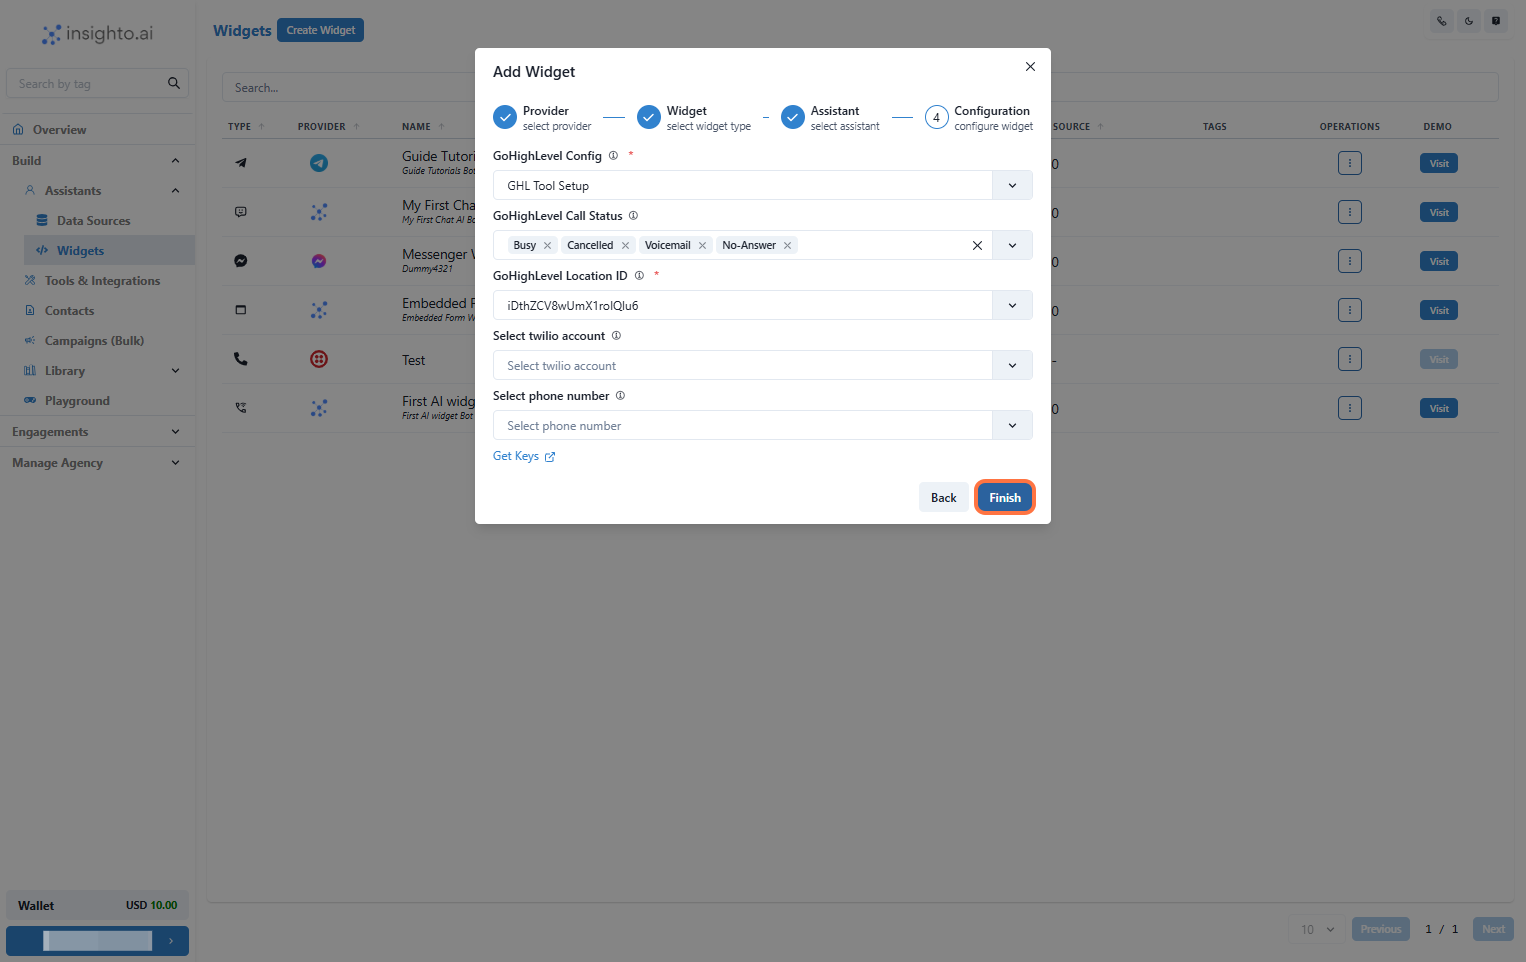 insighto.ai
Search by tag
Overview
Build
Assistants
Data Sources
Widgets
Tools & Integrations
Contacts
Campaigns (Bulk)
Library
Playground
Engagements
Manage Agency
Wallet USD 10.00
Widgets Create Widget
Search...
TYPE PROVIDER NAME SOURCE TAGS OPERATIONS DEMO
Guide Tutori
Guide Tutorials Bot
0 Visit
My First Cha
My First Chat AI Bo
0 Visit
Messenger W
Dummy4321
0 Visit
Embedded F
Embedded Form W
0 Visit
Test - Visit
First AI widg
First AI widget Bot
0 Visit
10 Previous 1 / 1 Next
Add Widget
Provider
select provider
Widget
select widget type
Assistant
select assistant
4 Configuration
configure widget
GoHighLevel Config *
GHL Tool Setup
GoHighLevel Call Status
Busy Cancelled Voicemail No-Answer
GoHighLevel Location ID *
iDthZCV8wUmX1rolQlu6
Select twilio account
Select twilio account
Select phone number
Select phone number
Get Keys
Back Finish